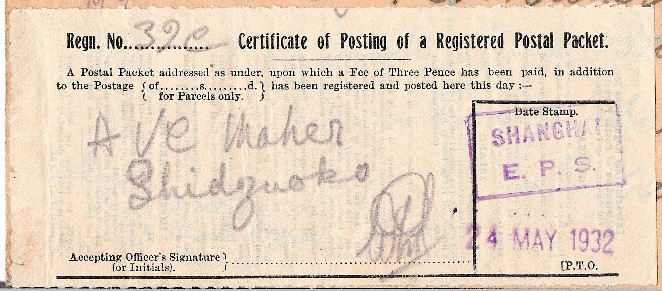 Regn. No. 39c Certificate of Posting of a Registered Postal Packet.
A Postal Packet addressed as under, upon which a Fee of Three Pence has been paid, in addition
to the Postage { of........s........d. } has been registered and posted here this day :—
{ for Parcels only. }
Date Stamp.
A VC Maher
SHANGHAI
E. P. S.
24 MAY 1932
Accepting Officer's Signature }
(or Initials). }
[P.T.O.